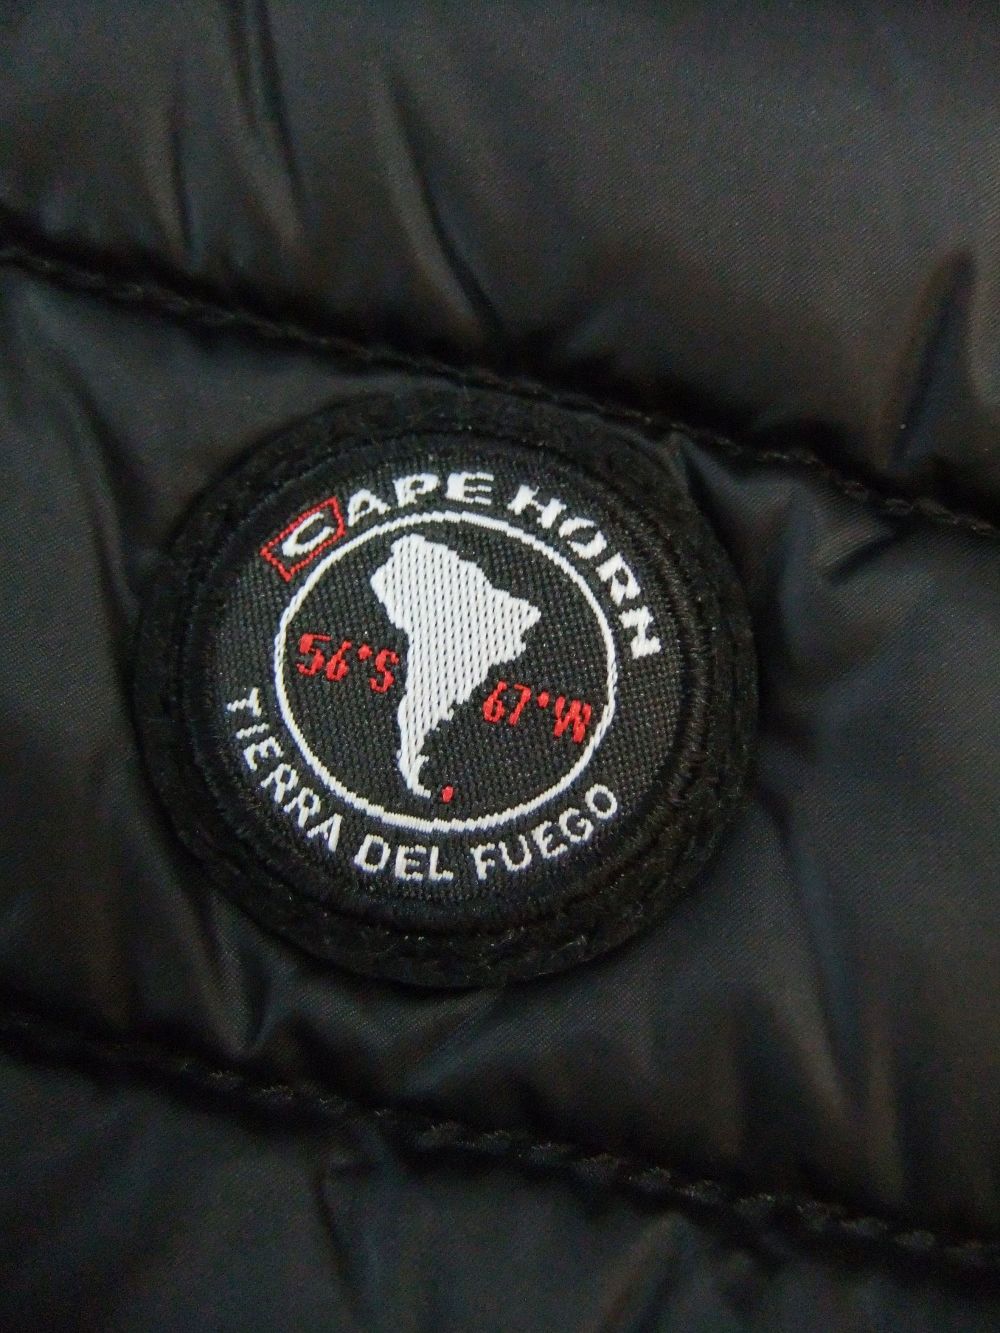 CAPE HORN
56°S
67°W
TIERRA DEL FUEGO